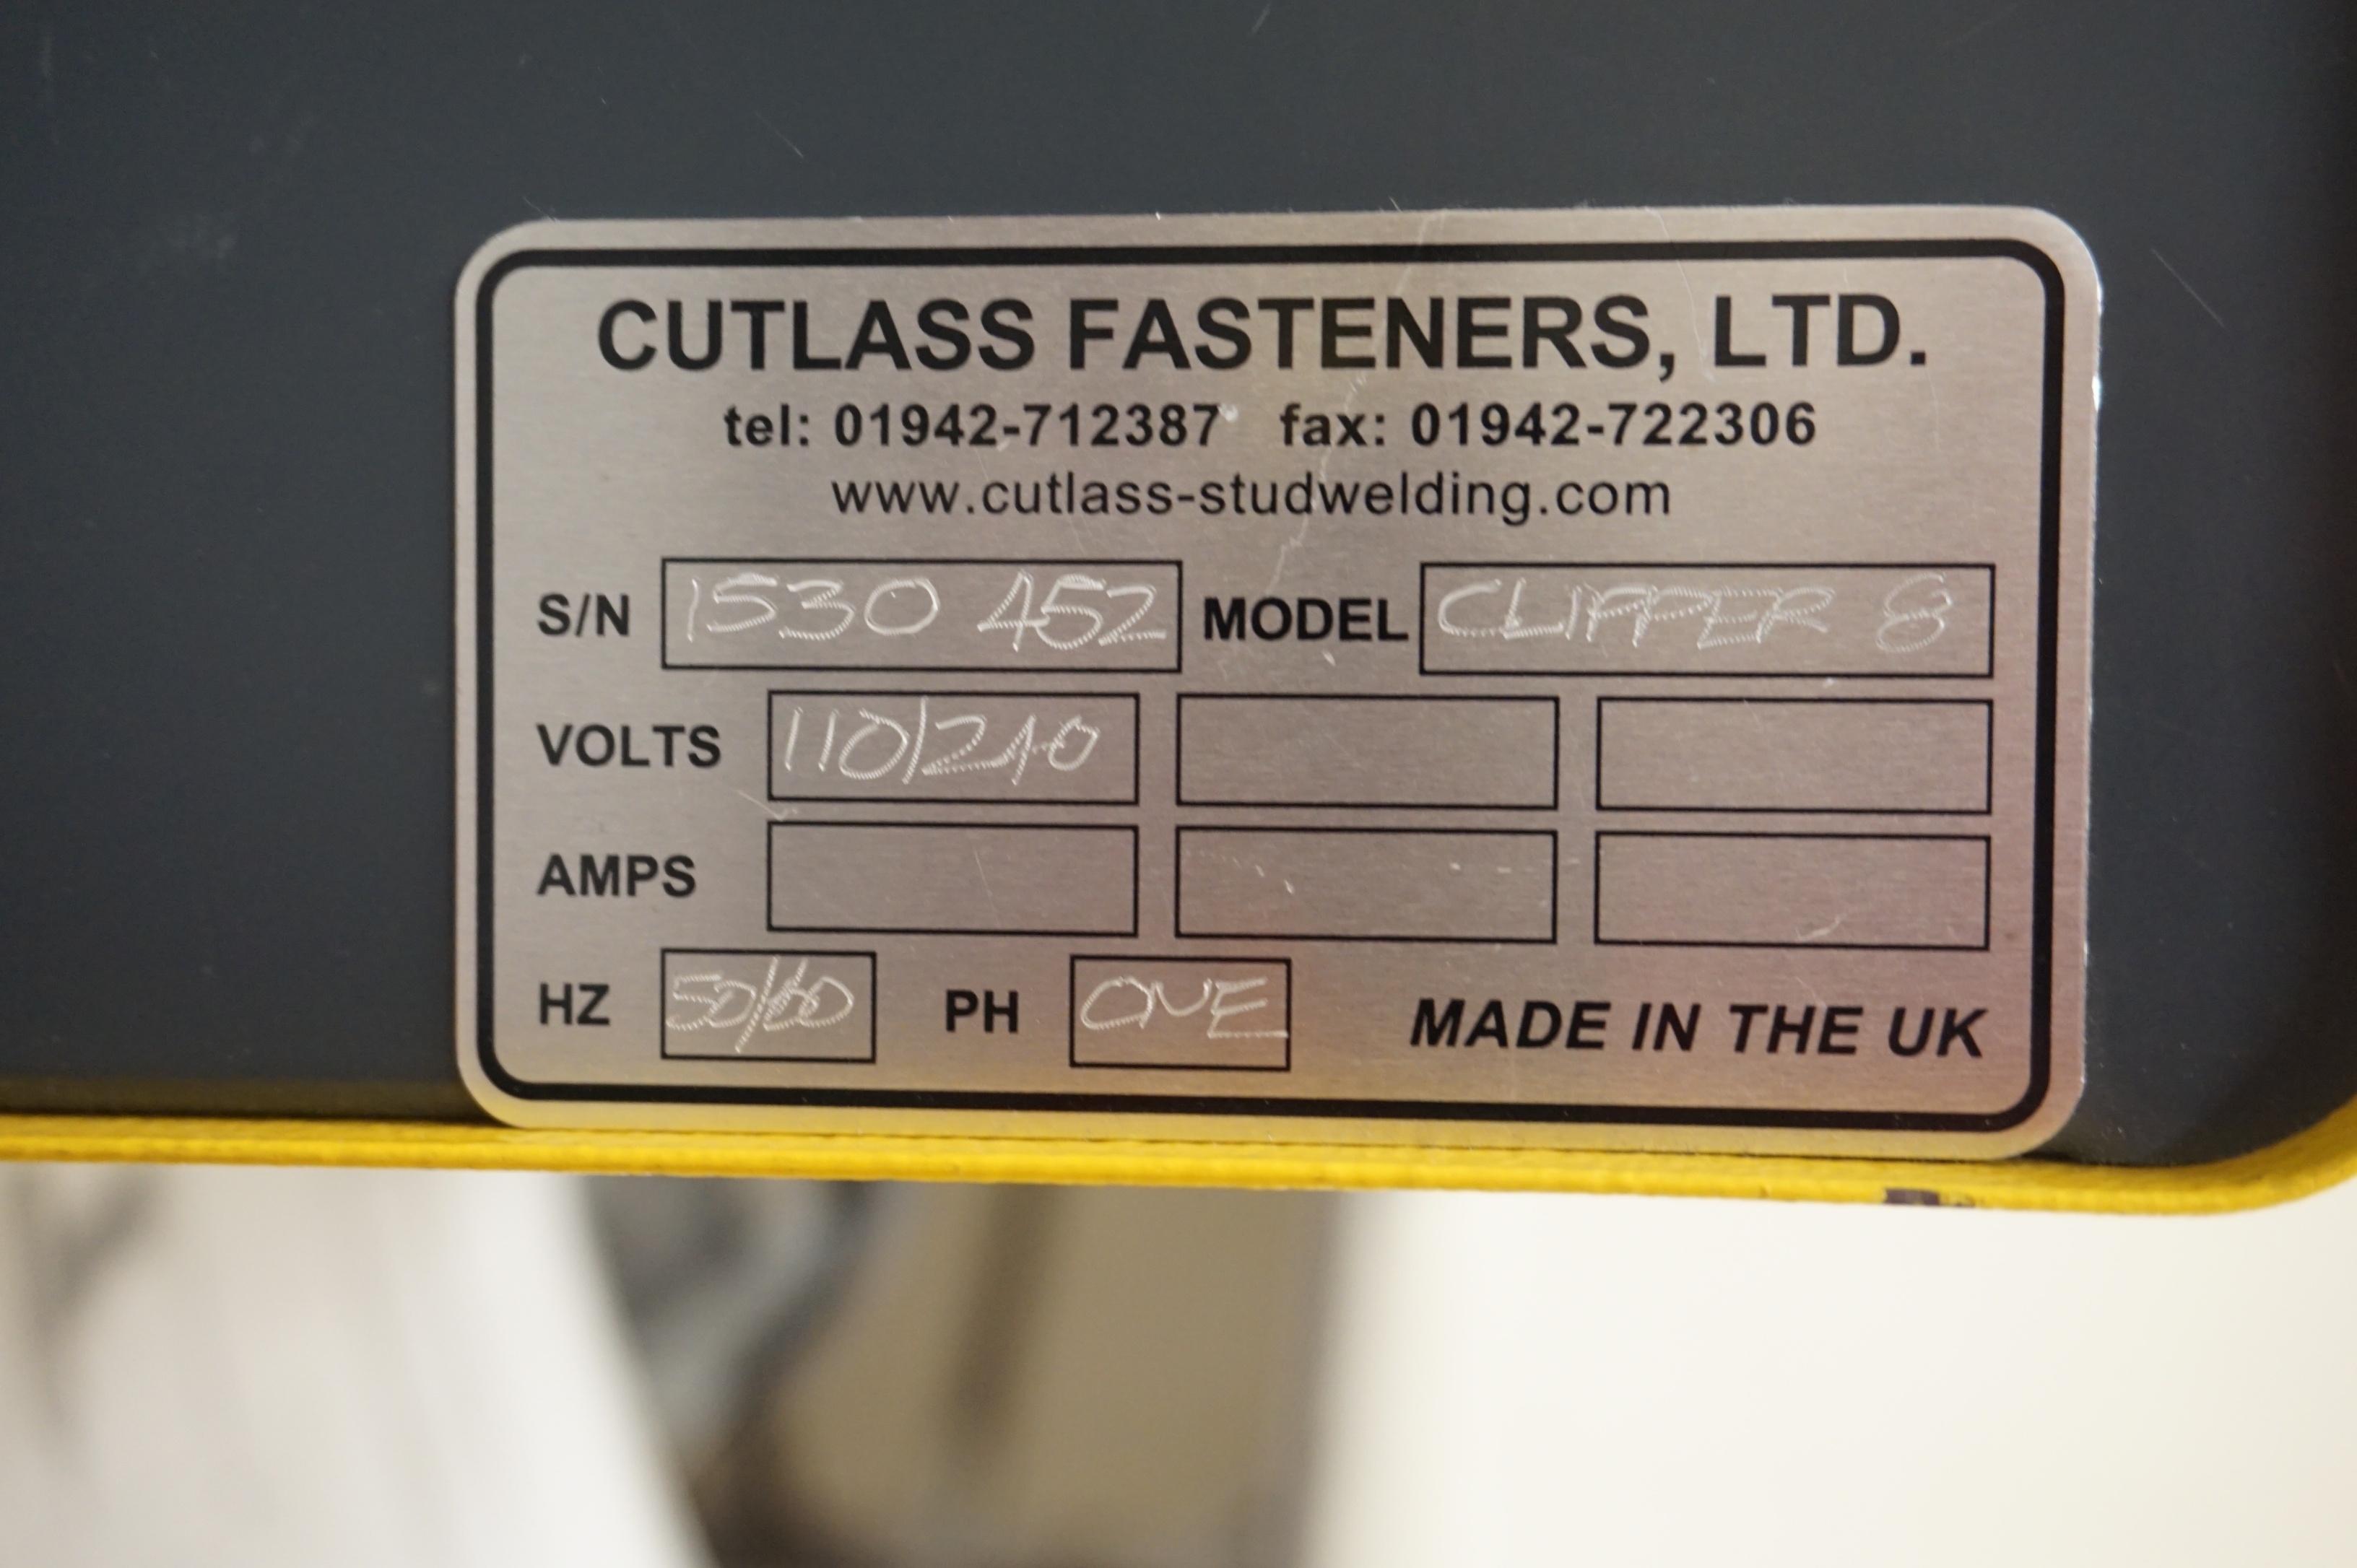 CUTLASS FASTENERS, LTD.
tel: 01942-712387 fax: 01942-722306
www.cutlass-studwelding.com
S/N 1530 452 MODEL CLIPPER 8
VOLTS 110/240
AMPS
HZ 50/60 PH ONE MADE IN THE UK